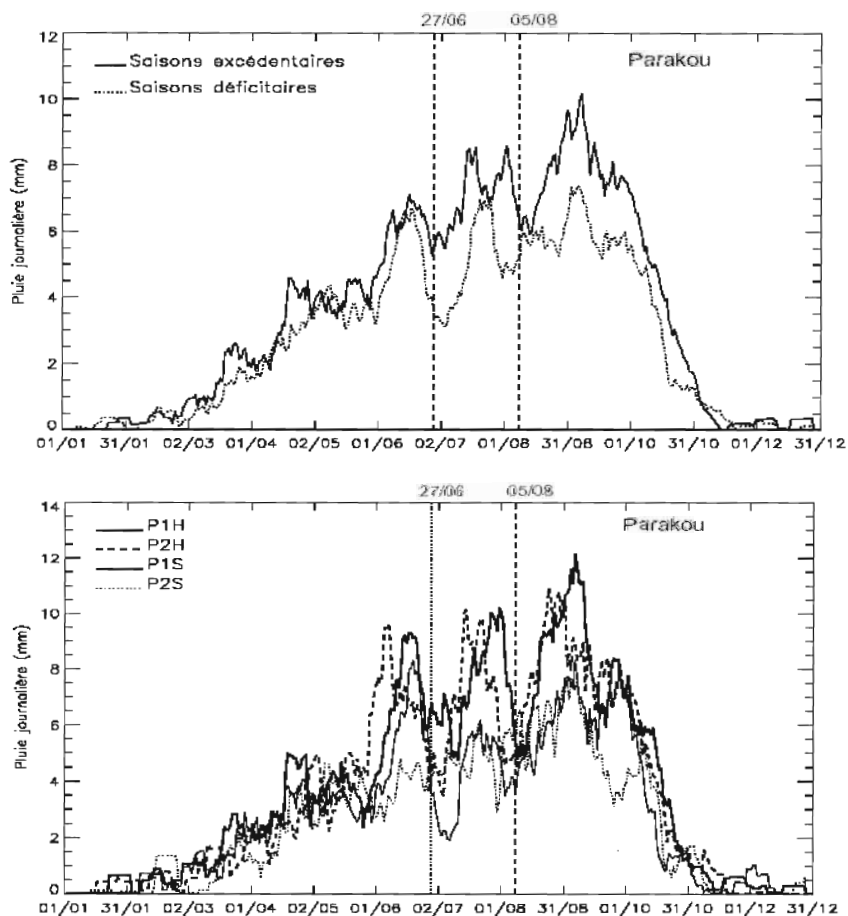 27/06 05/08
12
Saisons excédentaires
Parakou
Saisons déficitaires
10
8
6
4
2
0
Pluie journalière (mm)
01/01 31/01 02/03 01/04 02/05 01/06 02/07 01/08 31/08 01/10 31/10 01/12 31/12
27/06 05/08
14
P1H
Parakou
P2H
P1S
P2S
12
10
8
6
4
2
0
Pluie journalière (mm)
01/01 31/01 02/03 01/04 02/05 01/06 02/07 01/08 31/08 01/10 31/10 01/12 31/12